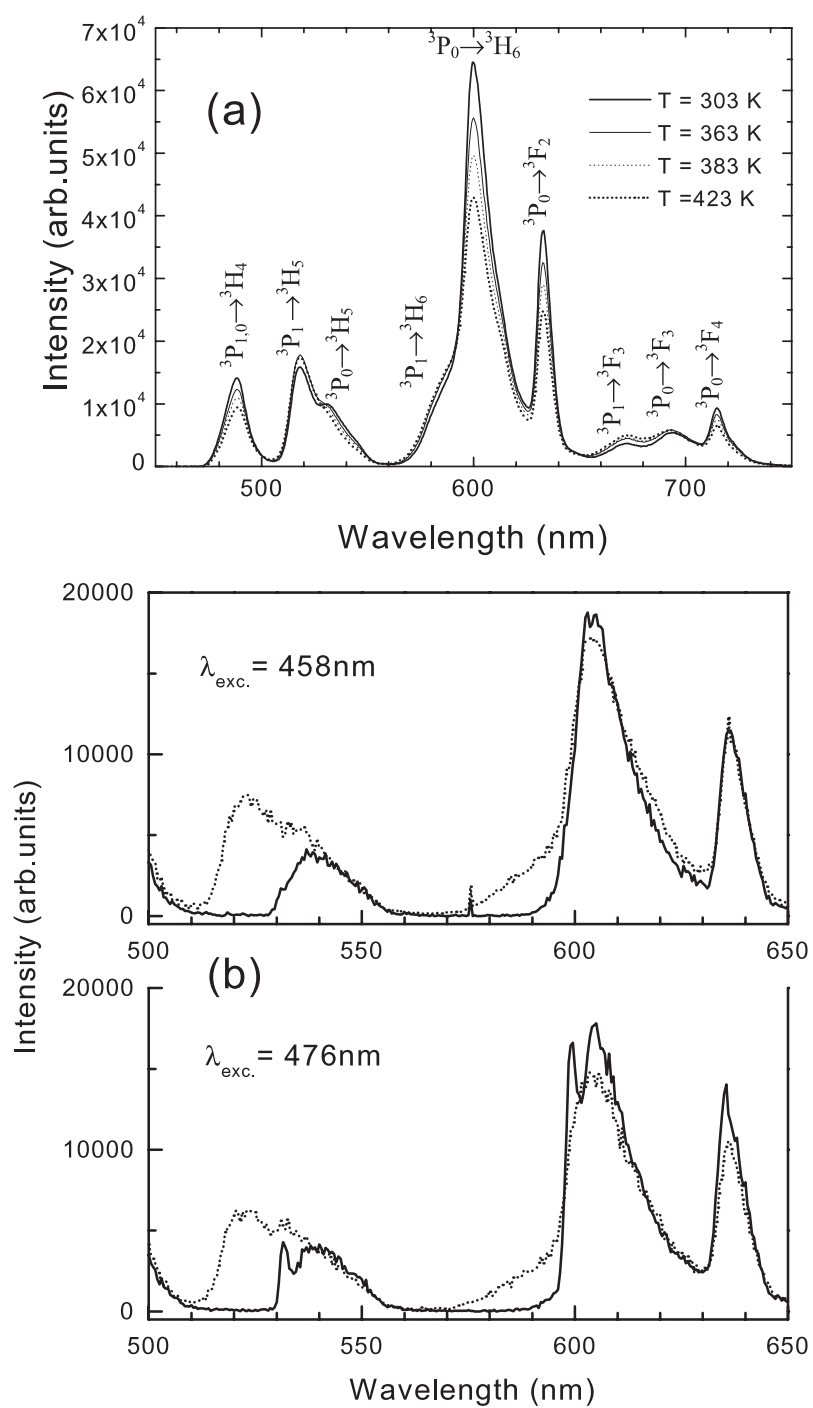 7x10⁴
6x10⁴
5x10⁴
4x10⁴
3x10⁴
2x10⁴
1x10⁴
0
Intensity (arb.units)
(a)
³P₁,₀→³H₄
³P₁→³H₅
³P₀→³H₅
³P₁→³H₆
³P₀→³H₆
³P₀→³F₂
³P₁→³F₃
³P₀→³F₃
³P₀→³F₄
T = 303 K
T = 363 K
T = 383 K
T =423 K
500 600 700
Wavelength (nm)
20000
10000
0
λexc.= 458nm
500 550 600 650
Intensity (arb.units)
(b)
20000
10000
0
λexc.= 476nm
500 550 600 650
Wavelength (nm)